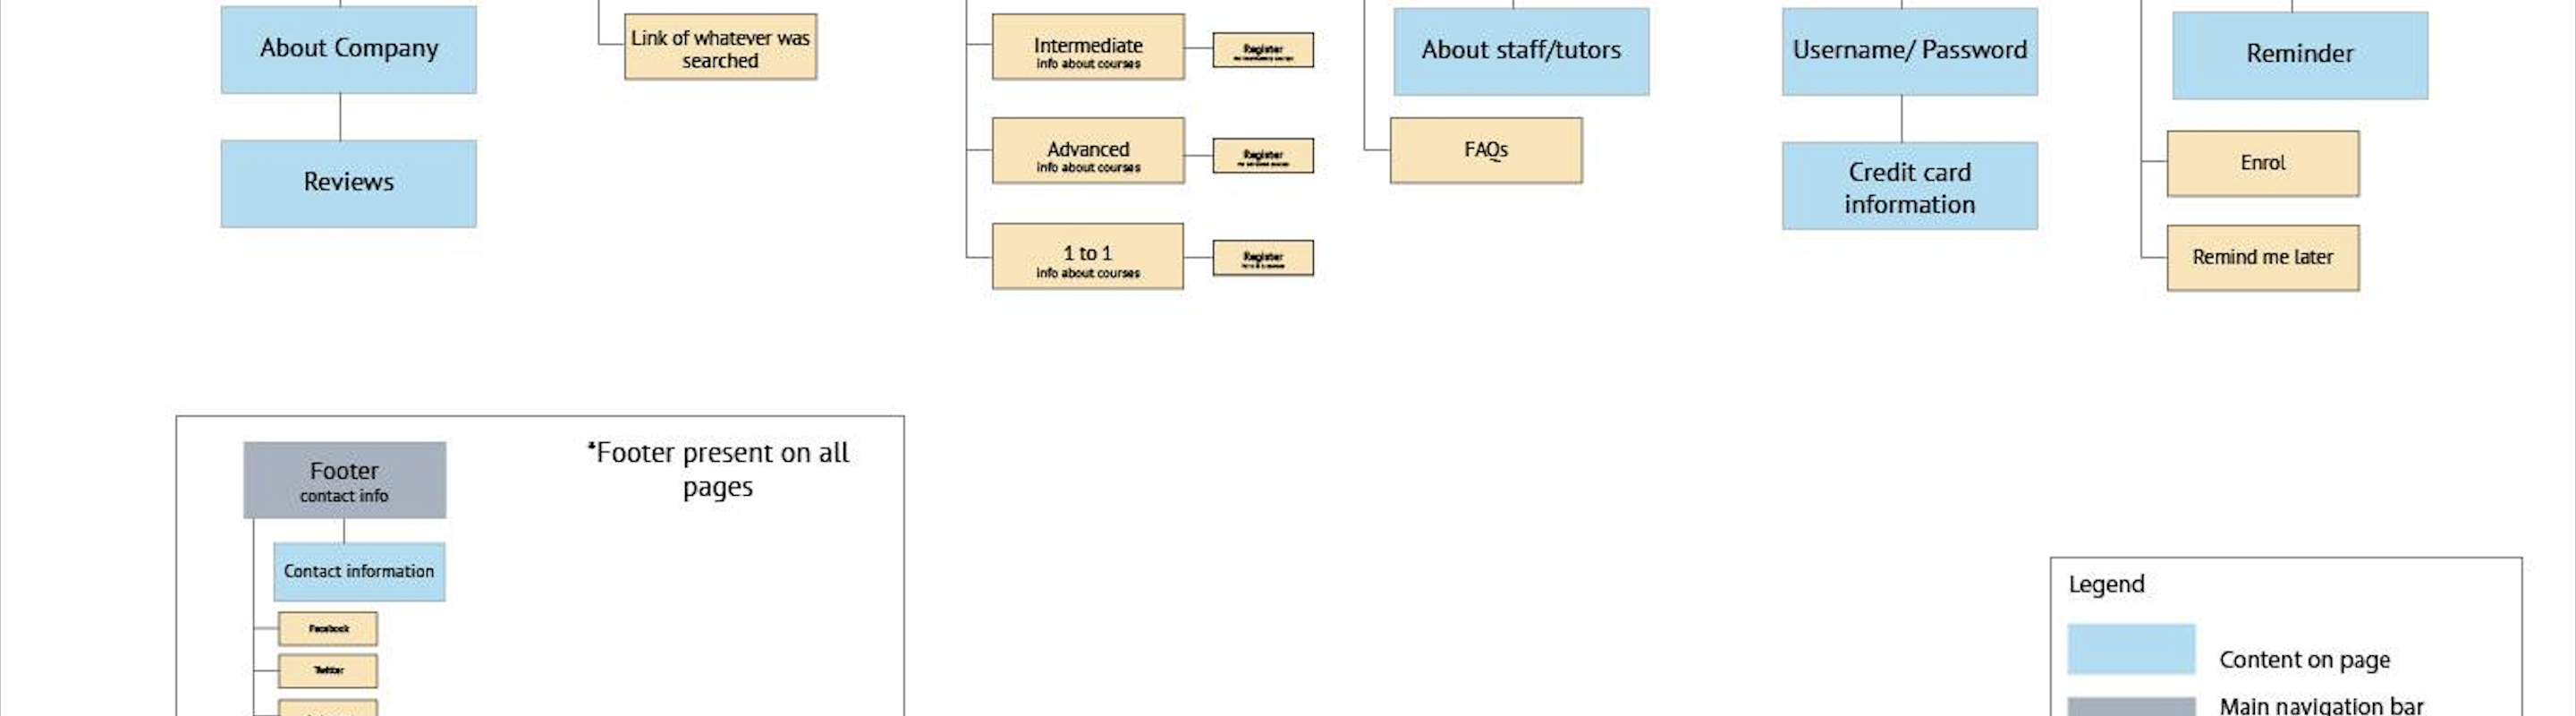 About Company
Reviews
Link of whatever was
searched
Intermediate
info about courses
Register
Advanced
info about courses
Register
1 to 1
info about courses
Register
About staff/tutors
FAQs
Username/ Password
Credit card
information
Reminder
Enrol
Remind me later
Footer
contact info
*Footer present on all
pages
Contact information
Facebook
Twitter
Legend
Content on page
Main navigation bar